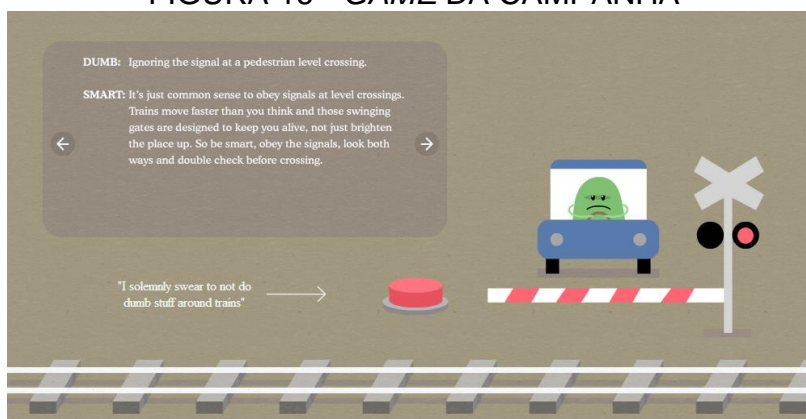 FIGURA 10 - GAME DA CAMPANHA
DUMB: Ignoring the signal at a pedestrian level crossing.
SMART: It's just common sense to obey signals at level crossings.
Trains move faster than you think and those swinging
gates are designed to keep you alive, not just brighten
the place up. So be smart, obey the signals, look both
ways and double check before crossing.
"I solemnly swear to not do
dumb stuff around trains"